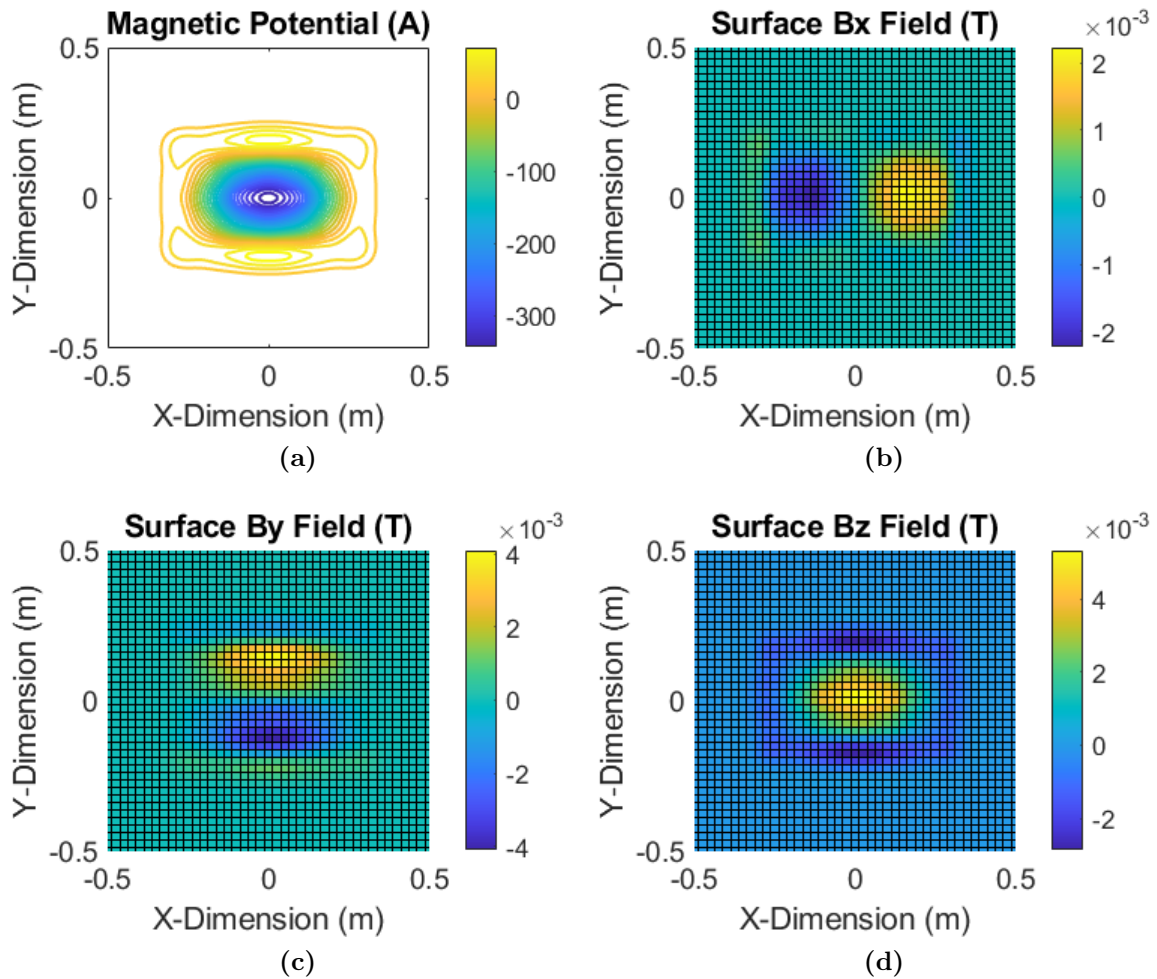 Magnetic Potential (A)
0.5
0
-0.5
-0.5 0 0.5
Y-Dimension (m)
X-Dimension (m)
0
-100
-200
-300
(a)
Surface Bx Field (T)
×10⁻³
0.5
0
-0.5
-0.5 0 0.5
Y-Dimension (m)
X-Dimension (m)
2
1
0
-1
-2
(b)
Surface By Field (T)
×10⁻³
0.5
0
-0.5
-0.5 0 0.5
Y-Dimension (m)
X-Dimension (m)
4
2
0
-2
-4
(c)
Surface Bz Field (T)
×10⁻³
0.5
0
-0.5
-0.5 0 0.5
Y-Dimension (m)
X-Dimension (m)
4
2
0
-2
(d)